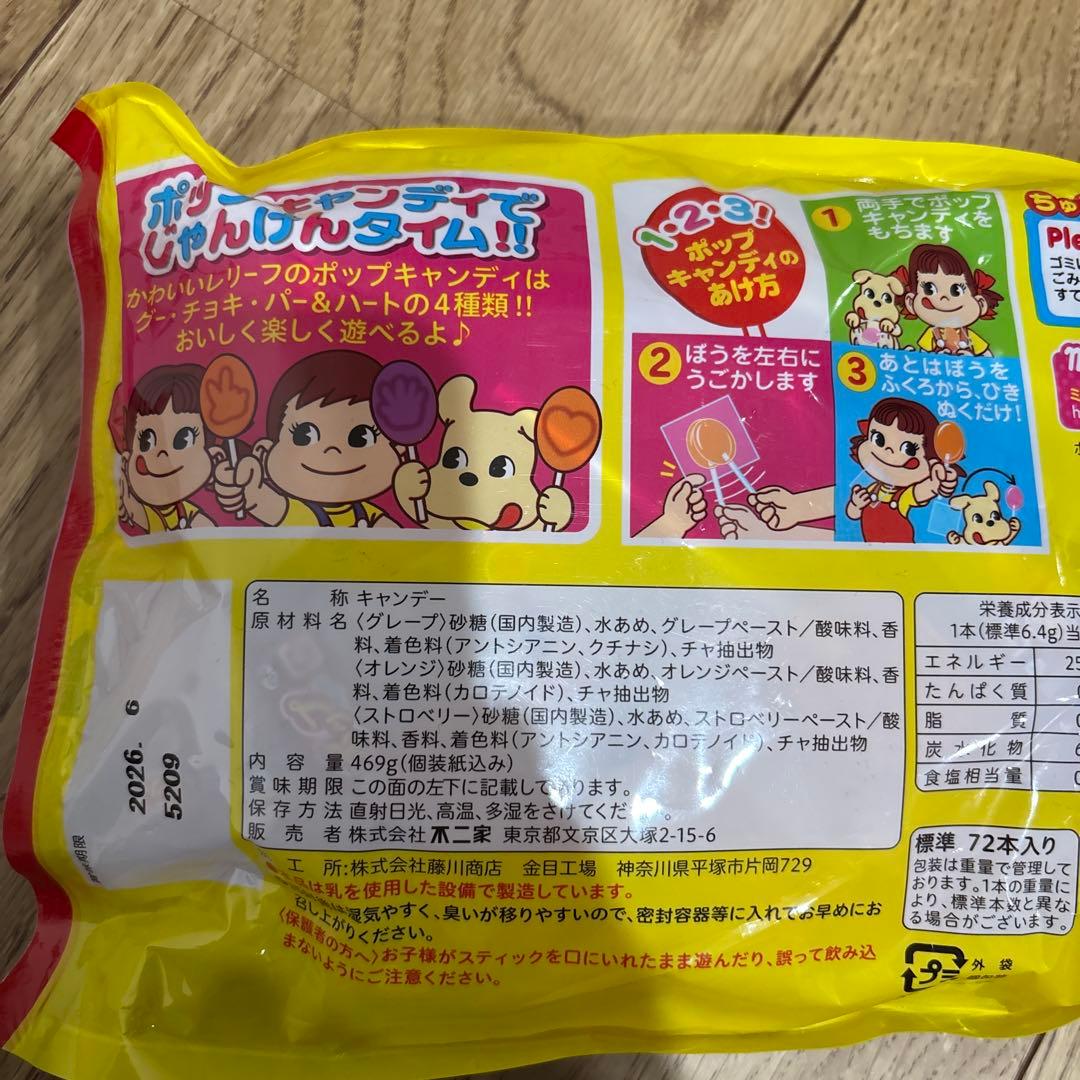 ポップキャンディで
じゃんけんタイム!!
かわいいレリーフのポップキャンディは
グー・チョキ・パー&ハートの4種類!!
おいしく楽しく遊べるよ♪
1・2・3!
ポップ
キャンディの
あけ方
1 両手でポップ
キャンディを
もちます
2 ぼうを左右に
うごかします
3 あとはぼうを
ふくろから、ひき
ぬくだけ!
ちゅ
Ple
ゴミ
ごみ
すて
名称 キャンデー
原材料名 〈グレープ〉砂糖(国内製造)、水あめ、グレープペースト/酸味料、香
料、着色料(アントシアニン、クチナシ)、チャ抽出物
〈オレンジ〉砂糖(国内製造)、水あめ、オレンジペースト/酸味料、香
料、着色料(カロテノイド)、チャ抽出物
〈ストロベリー〉砂糖(国内製造)、水あめ、ストロベリーペースト/酸
味料、香料、着色料(アントシアニン、カロテノイド)、チャ抽出物
内容量 469g(個装紙込み)
賞味期限 この面の左下に記載してあります。
保存方法 直射日光、高温、多湿をさけてくだ
販売者 株式会社不二家 東京都文京区大塚2-15-6
工所:株式会社藤川商店 金目工場 神奈川県平塚市片岡729
品は乳を使用した設備で製造しています。
湿気やすく、臭いが移りやすいので、密封容器等に入れてお早めにお
召し上がりください。
〈保護者の方へ〉お子様がスティックを口にいれたまま遊んだり、誤って飲み込
まないようにご注意ください。
2026. 6
5209
期限
栄養成分表示
1本(標準6.4g)当
エネルギー 25
たんぱく質
脂質 0
炭水化物 6
食塩相当量 0
標準 72本入り
包装は重量で管理して
おります。1本の重量に
より、標準本数と異な
る場合がございます。
プラ
外袋